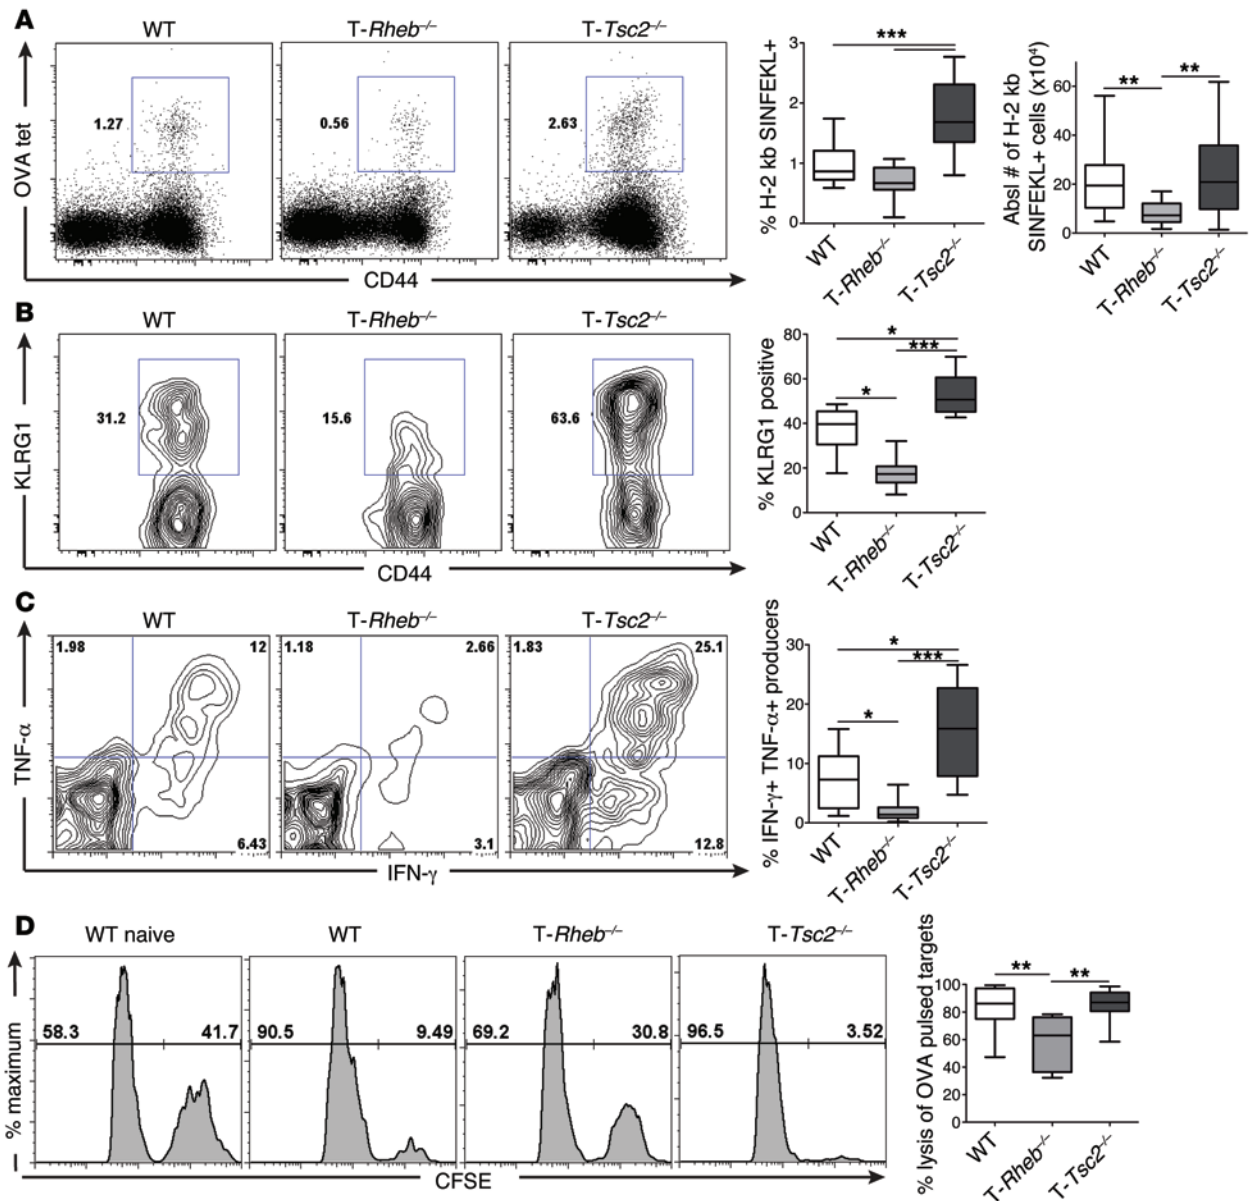 A
WT
T-Rheb–/–
T-Tsc2–/–
OVA tet
1.27
0.56
2.63
CD44
% H-2 kb SINFEKL+
3
2
1
0
***
WT
T-Rheb–/–
T-Tsc2–/–
Absl # of H-2 kb
SINFEKL+ cells (x10⁴)
60
40
20
0
**
**
WT
T-Rheb–/–
T-Tsc2–/–
B
WT
T-Rheb–/–
T-Tsc2–/–
KLRG1
31.2
15.6
63.6
CD44
% KLRG1 positive
80
60
40
20
0
*
***
*
WT
T-Rheb–/–
T-Tsc2–/–
C
WT
T-Rheb–/–
T-Tsc2–/–
TNF-α
1.98
12
6.43
1.18
2.66
3.1
1.83
25.1
12.8
IFN-γ
% IFN-γ+ TNF-α+ producers
30
20
10
0
*
***
*
WT
T-Rheb–/–
T-Tsc2–/–
D
WT naive
WT
T-Rheb–/–
T-Tsc2–/–
% maximum
58.3
41.7
90.5
9.49
69.2
30.8
96.5
3.52
CFSE
% lysis of OVA pulsed targets
100
80
60
40
20
0
**
**
WT
T-Rheb–/–
T-Tsc2–/–